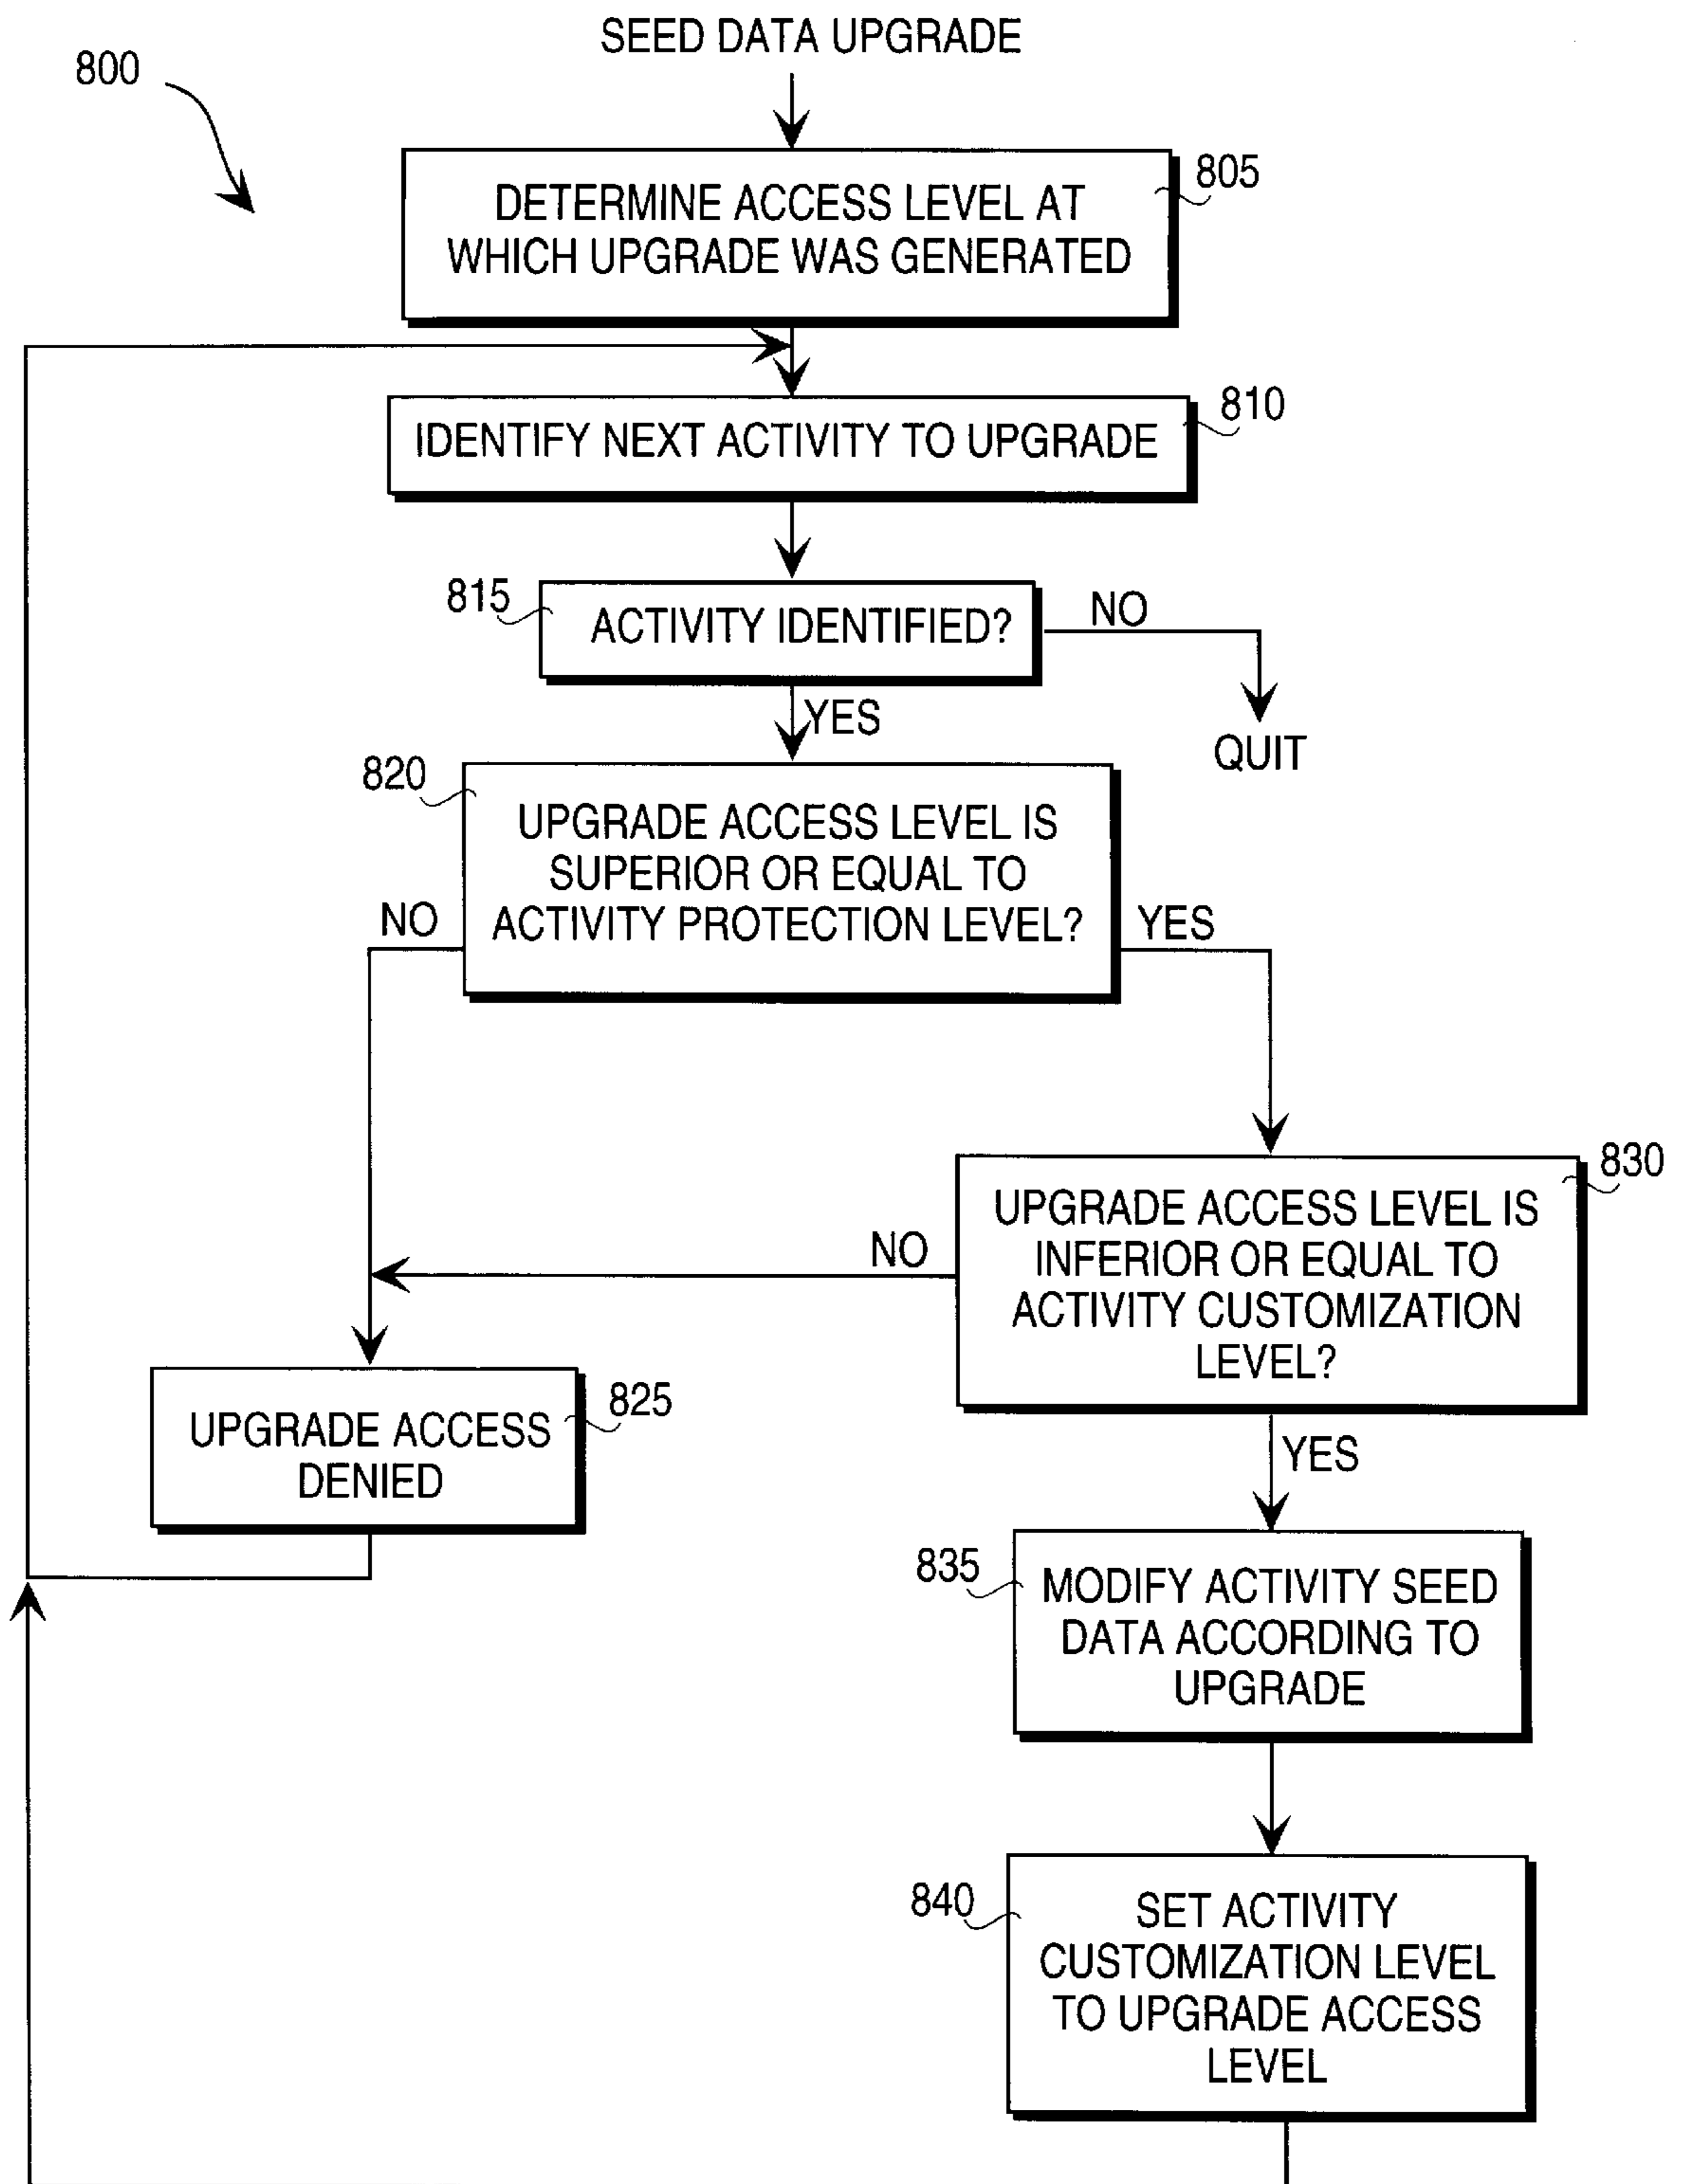 SEED DATA UPGRADE
800
DETERMINE ACCESS LEVEL AT
WHICH UPGRADE WAS GENERATED
805
IDENTIFY NEXT ACTIVITY TO UPGRADE
810
815
ACTIVITY IDENTIFIED?
NO
YES
QUIT
820
UPGRADE ACCESS LEVEL IS
SUPERIOR OR EQUAL TO
ACTIVITY PROTECTION LEVEL?
NO
YES
830
UPGRADE ACCESS LEVEL IS
INFERIOR OR EQUAL TO
ACTIVITY CUSTOMIZATION
LEVEL?
NO
YES
825
UPGRADE ACCESS
DENIED
835
MODIFY ACTIVITY SEED
DATA ACCORDING TO
UPGRADE
840
SET ACTIVITY
CUSTOMIZATION LEVEL
TO UPGRADE ACCESS
LEVEL